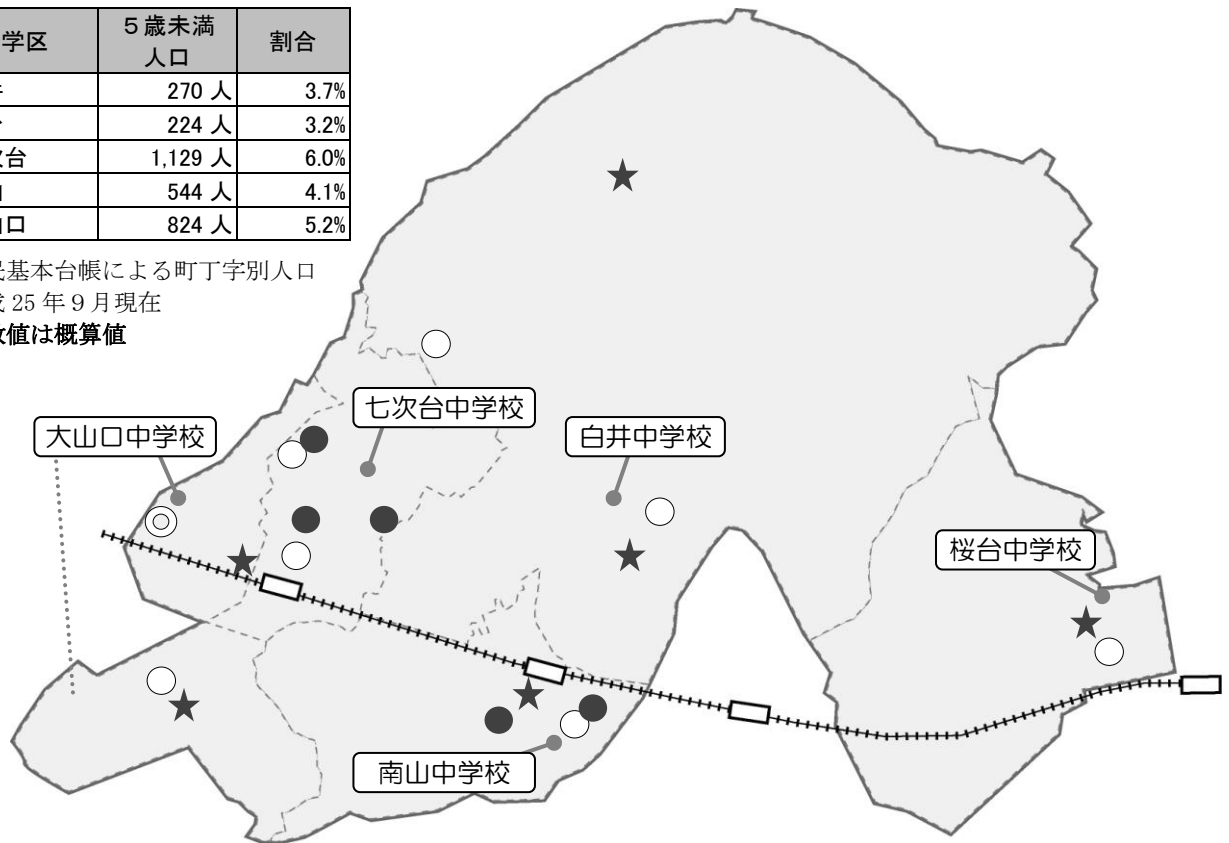 学区 5歳未満人口 割合
270 人 3.7%
224 人 3.2%
台 1,129 人 6.0%
544 人 4.1%
口 824 人 5.2%
基本台帳による町丁字別人口
25 年9月現在
値は概算値
七次台中学校
大山口中学校
白井中学校
桜台中学校
南山中学校